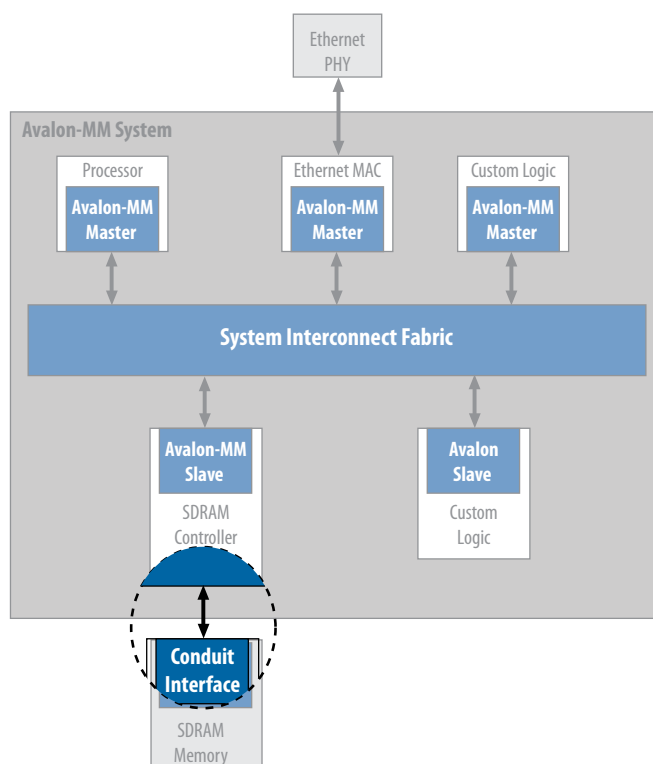 Ethernet
PHY
Avalon-MM System
Processor
Avalon-MM
Master
Ethernet MAC
Avalon-MM
Master
Custom Logic
Avalon-MM
Master
System Interconnect Fabric
Avalon-MM
Slave
SDRAM
Controller
Avalon
Slave
Custom
Logic
Conduit
Interface
SDRAM
Memory